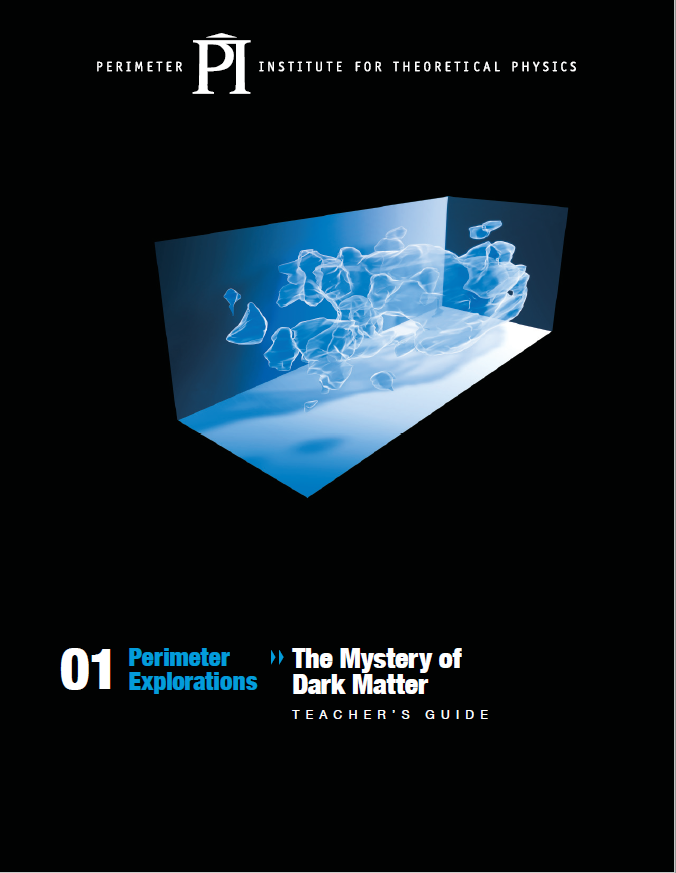 PERIMETER PI INSTITUTE FOR THEORETICAL PHYSICS
01 Perimeter Explorations
The Mystery of
Dark Matter
TEACHER'S GUIDE